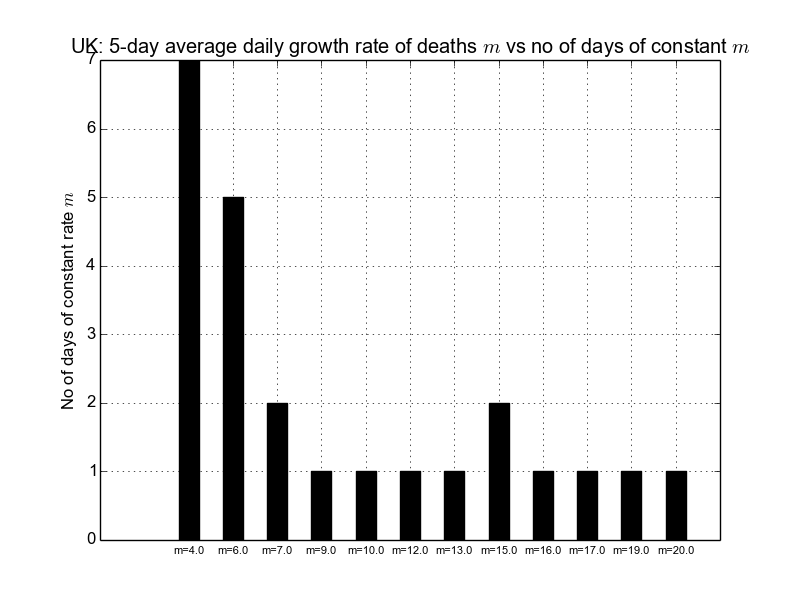 UK: 5-day average daily growth rate of deaths m vs no of days of constant m
7
6
5
4
3
2
1
0
No of days of constant rate m
m=4.0 m=6.0 m=7.0 m=9.0 m=10.0 m=12.0 m=13.0 m=15.0 m=16.0 m=17.0 m=19.0 m=20.0